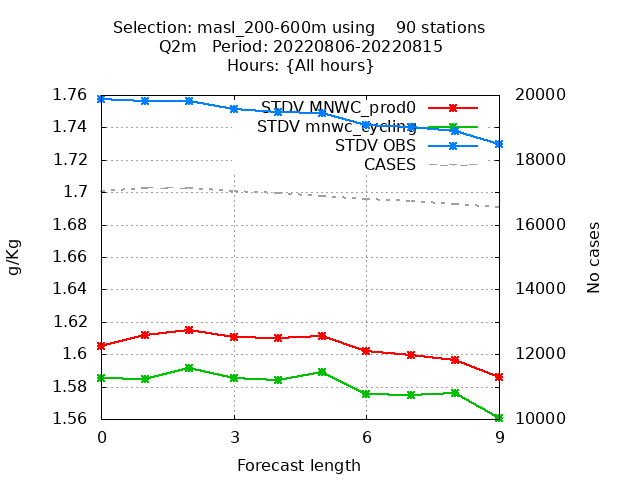 Selection: masl_200-600m using    90 stations
Q2m   Period: 20220806-20220815
Hours: {All hours}
STDV MNWC_prod0
STDV mnwc_cycling
STDV OBS
CASES
1.76
1.74
1.72
1.7
1.68
1.66
1.64
1.62
1.6
1.58
1.56
g/Kg
20000
18000
16000
14000
12000
10000
No cases
0
3
6
9
Forecast length